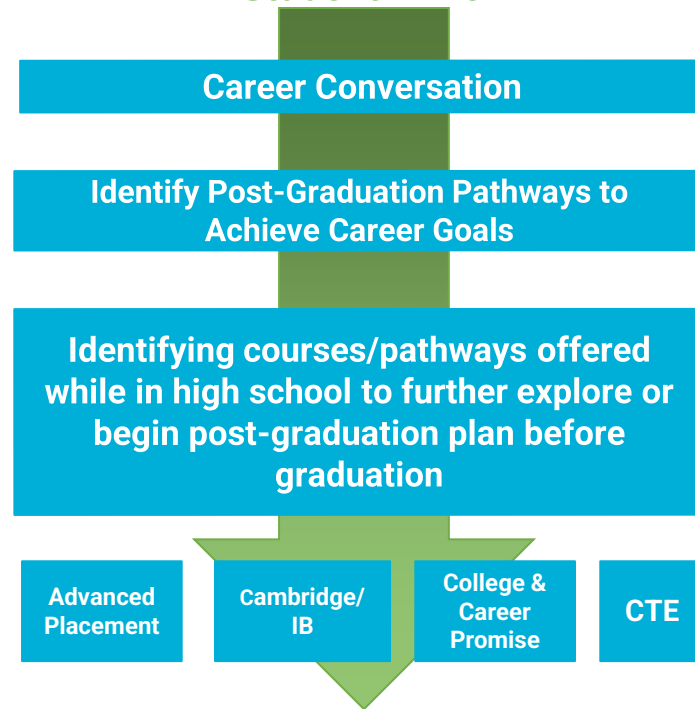 Career Conversation
Identify Post-Graduation Pathways to
Achieve Career Goals
Identifying courses/pathways offered
while in high school to further explore or
begin post-graduation plan before
graduation
Advanced
Placement
Cambridge/
IB
College &
Career
Promise
CTE